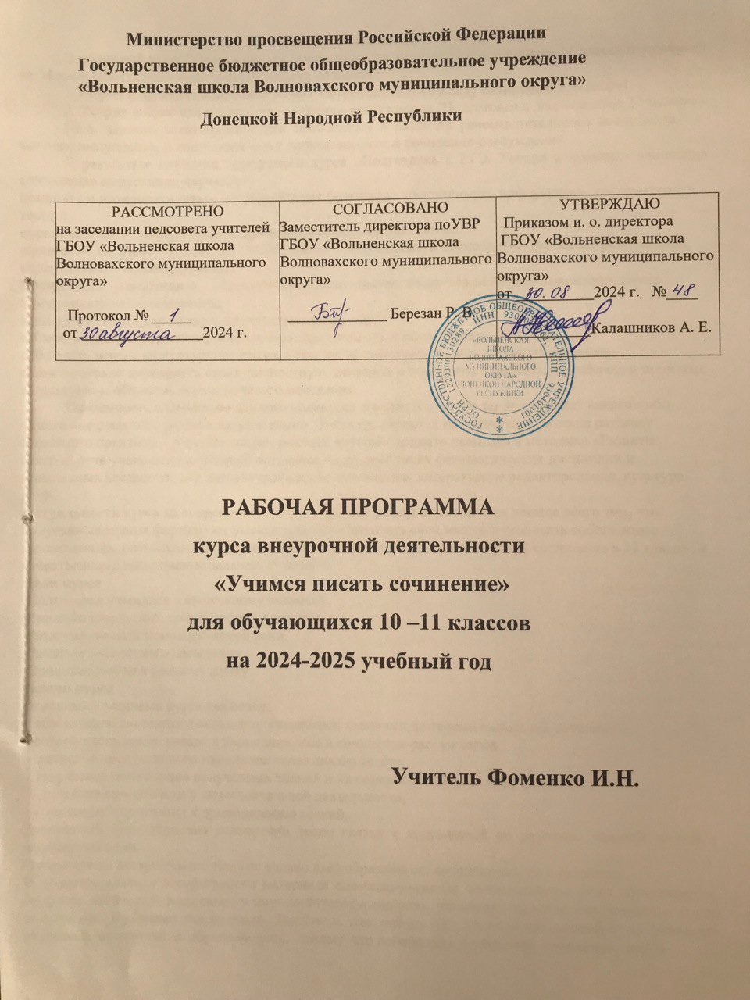 Министерство просвещения Российской Федерации
Государственное бюджетное общеобразовательное учреждение
«Вольненская школа Волновахского муниципального округа»
Донецкой Народной Республики
РАССМОТРЕНО
на заседании педсовета учителей
ГБОУ «Вольненская школа
Волновахского муниципального
округа»
Протокол № 1
от 30 августа 2024 г.
СОГЛАСОВАНО
Заместитель директора поУВР
ГБОУ «Вольненская школа
Волновахского муниципального
округа»
Березан Р. В.
УТВЕРЖДАЮ
Приказом и. о. директора
ГБОУ «Вольненская школа
Волновахского муниципального
округа»
от 30.08 2024 г. № 48
Калашников А. Е.
ГОСУДАРСТВЕННОЕ БЮДЖЕТНОЕ ОБЩЕОБРАЗОВАТЕЛЬНОЕ УЧРЕЖДЕНИЕ
КПП 930401001
«ВОЛЬНЕНСКАЯ
ШКОЛА
ВОЛНОВАХСКОГО
МУНИЦИПАЛЬНОГО
ОКРУГА»
ДОНЕЦКОЙ НАРОДНОЙ
РЕСПУБЛИКИ
РАБОЧАЯ ПРОГРАММА
курса внеурочной деятельности
«Учимся писать сочинение»
для обучающихся 10 –11 классов
на 2024-2025 учебный год
Учитель Фоменко И.Н.